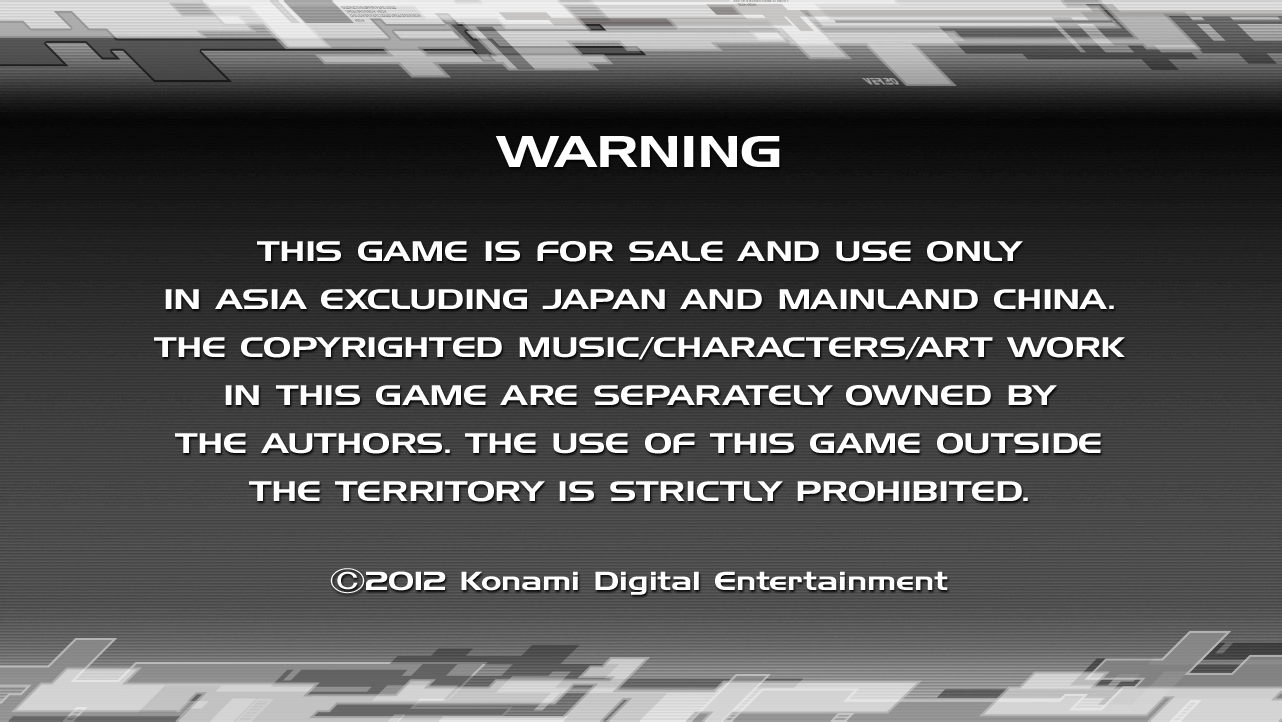 VER.20
WARNING
THIS GAME IS FOR SALE AND USE ONLY
IN ASIA EXCLUDING JAPAN AND MAINLAND CHINA.
THE COPYRIGHTED MUSIC/CHARACTERS/ART WORK
IN THIS GAME ARE SEPARATELY OWNED BY
THE AUTHORS. THE USE OF THIS GAME OUTSIDE
THE TERRITORY IS STRICTLY PROHIBITED.
©2012 Konami Digital Entertainment